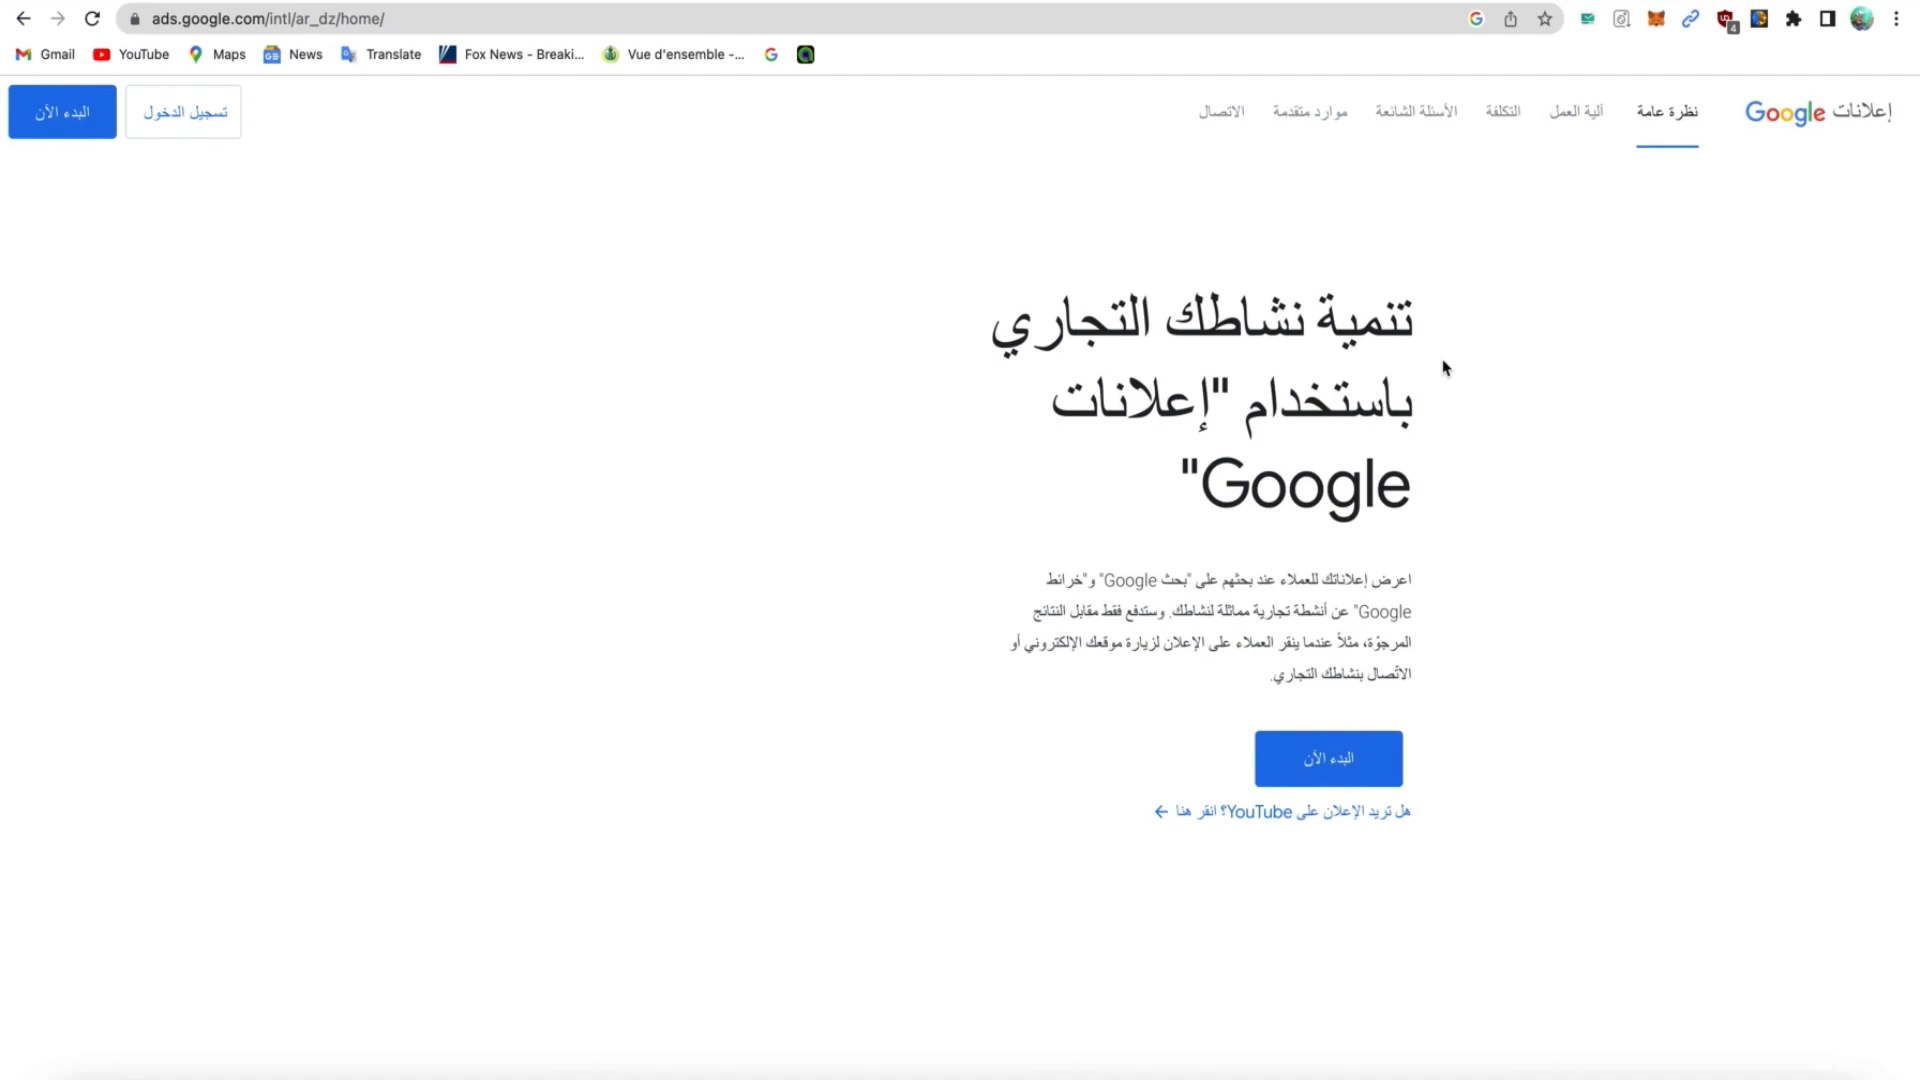 ads.google.com/intl/ar_dz/home/
4
Gmail
YouTube
Maps
News
Translate
Fox News - Breaki...
Vue d'ensemble -...
إعلانات Google
نظرة عامة
آلية العمل
التكلفة
الأسئلة الشائعة
موارد متقدمة
الاتصال
تسجيل الدخول
البدء الآن
تنمية نشاطك التجاري
باستخدام "إعلانات
Google"
اعرض إعلاناتك للعملاء عند بحثهم على "بحث Google" و"خرائط
Google" عن أنشطة تجارية مماثلة لنشاطك. وستدفع فقط مقابل النتائج
المرجوّة، مثلاً عندما ينقر العملاء على الإعلان لزيارة موقعك الإلكتروني أو
الاتّصال بنشاطك التجاري.
البدء الآن
هل تريد الإعلان على YouTube؟ انقر هنا